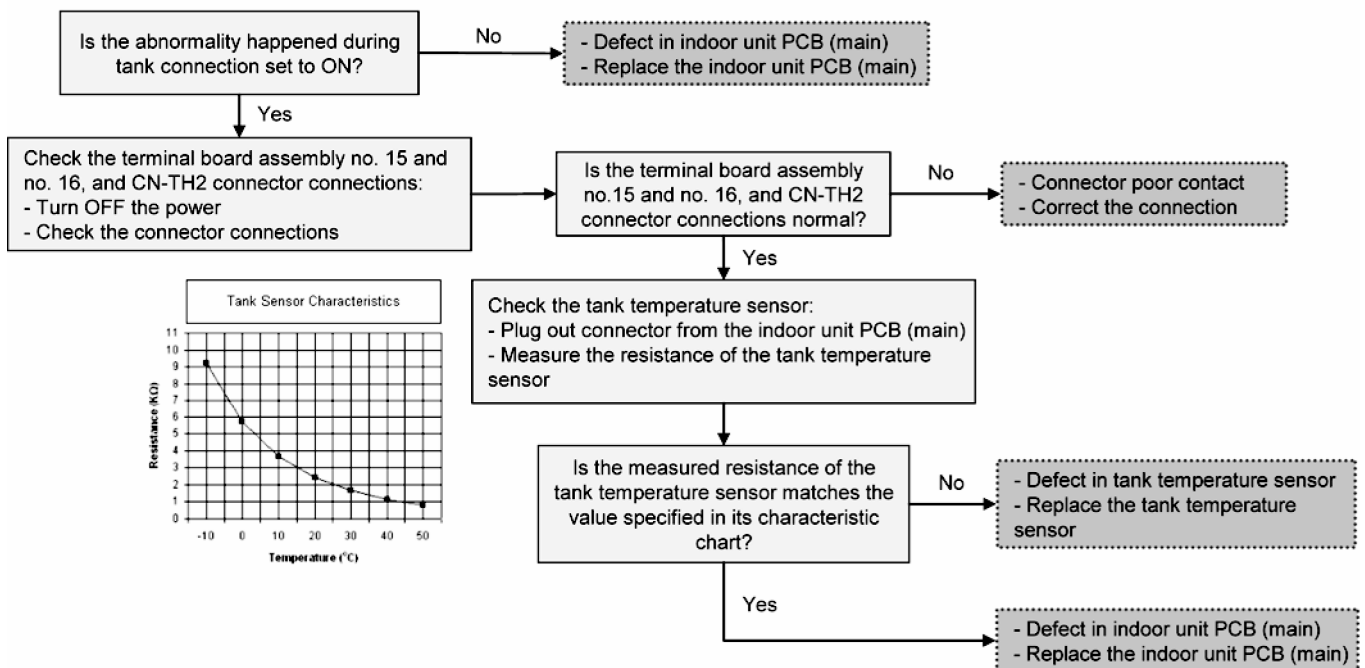 Is the abnormality happened during
tank connection set to ON?
No
- Defect in indoor unit PCB (main)
- Replace the indoor unit PCB (main)
Yes
Check the terminal board assembly no. 15 and
no. 16, and CN-TH2 connector connections:
- Turn OFF the power
- Check the connector connections
Is the terminal board assembly
no.15 and no. 16, and CN-TH2
connector connections normal?
No
- Connector poor contact
- Correct the connection
Yes
Tank Sensor Characteristics
11
10
9
8
7
6
5
4
3
2
1
0
Resistance (KΩ)
-10 0 10 20 30 40 50
Temperature (°C)
Check the tank temperature sensor:
- Plug out connector from the indoor unit PCB (main)
- Measure the resistance of the tank temperature
sensor
Is the measured resistance of the
tank temperature sensor matches the
value specified in its characteristic
chart?
No
- Defect in tank temperature sensor
- Replace the tank temperature
sensor
Yes
- Defect in indoor unit PCB (main)
- Replace the indoor unit PCB (main)